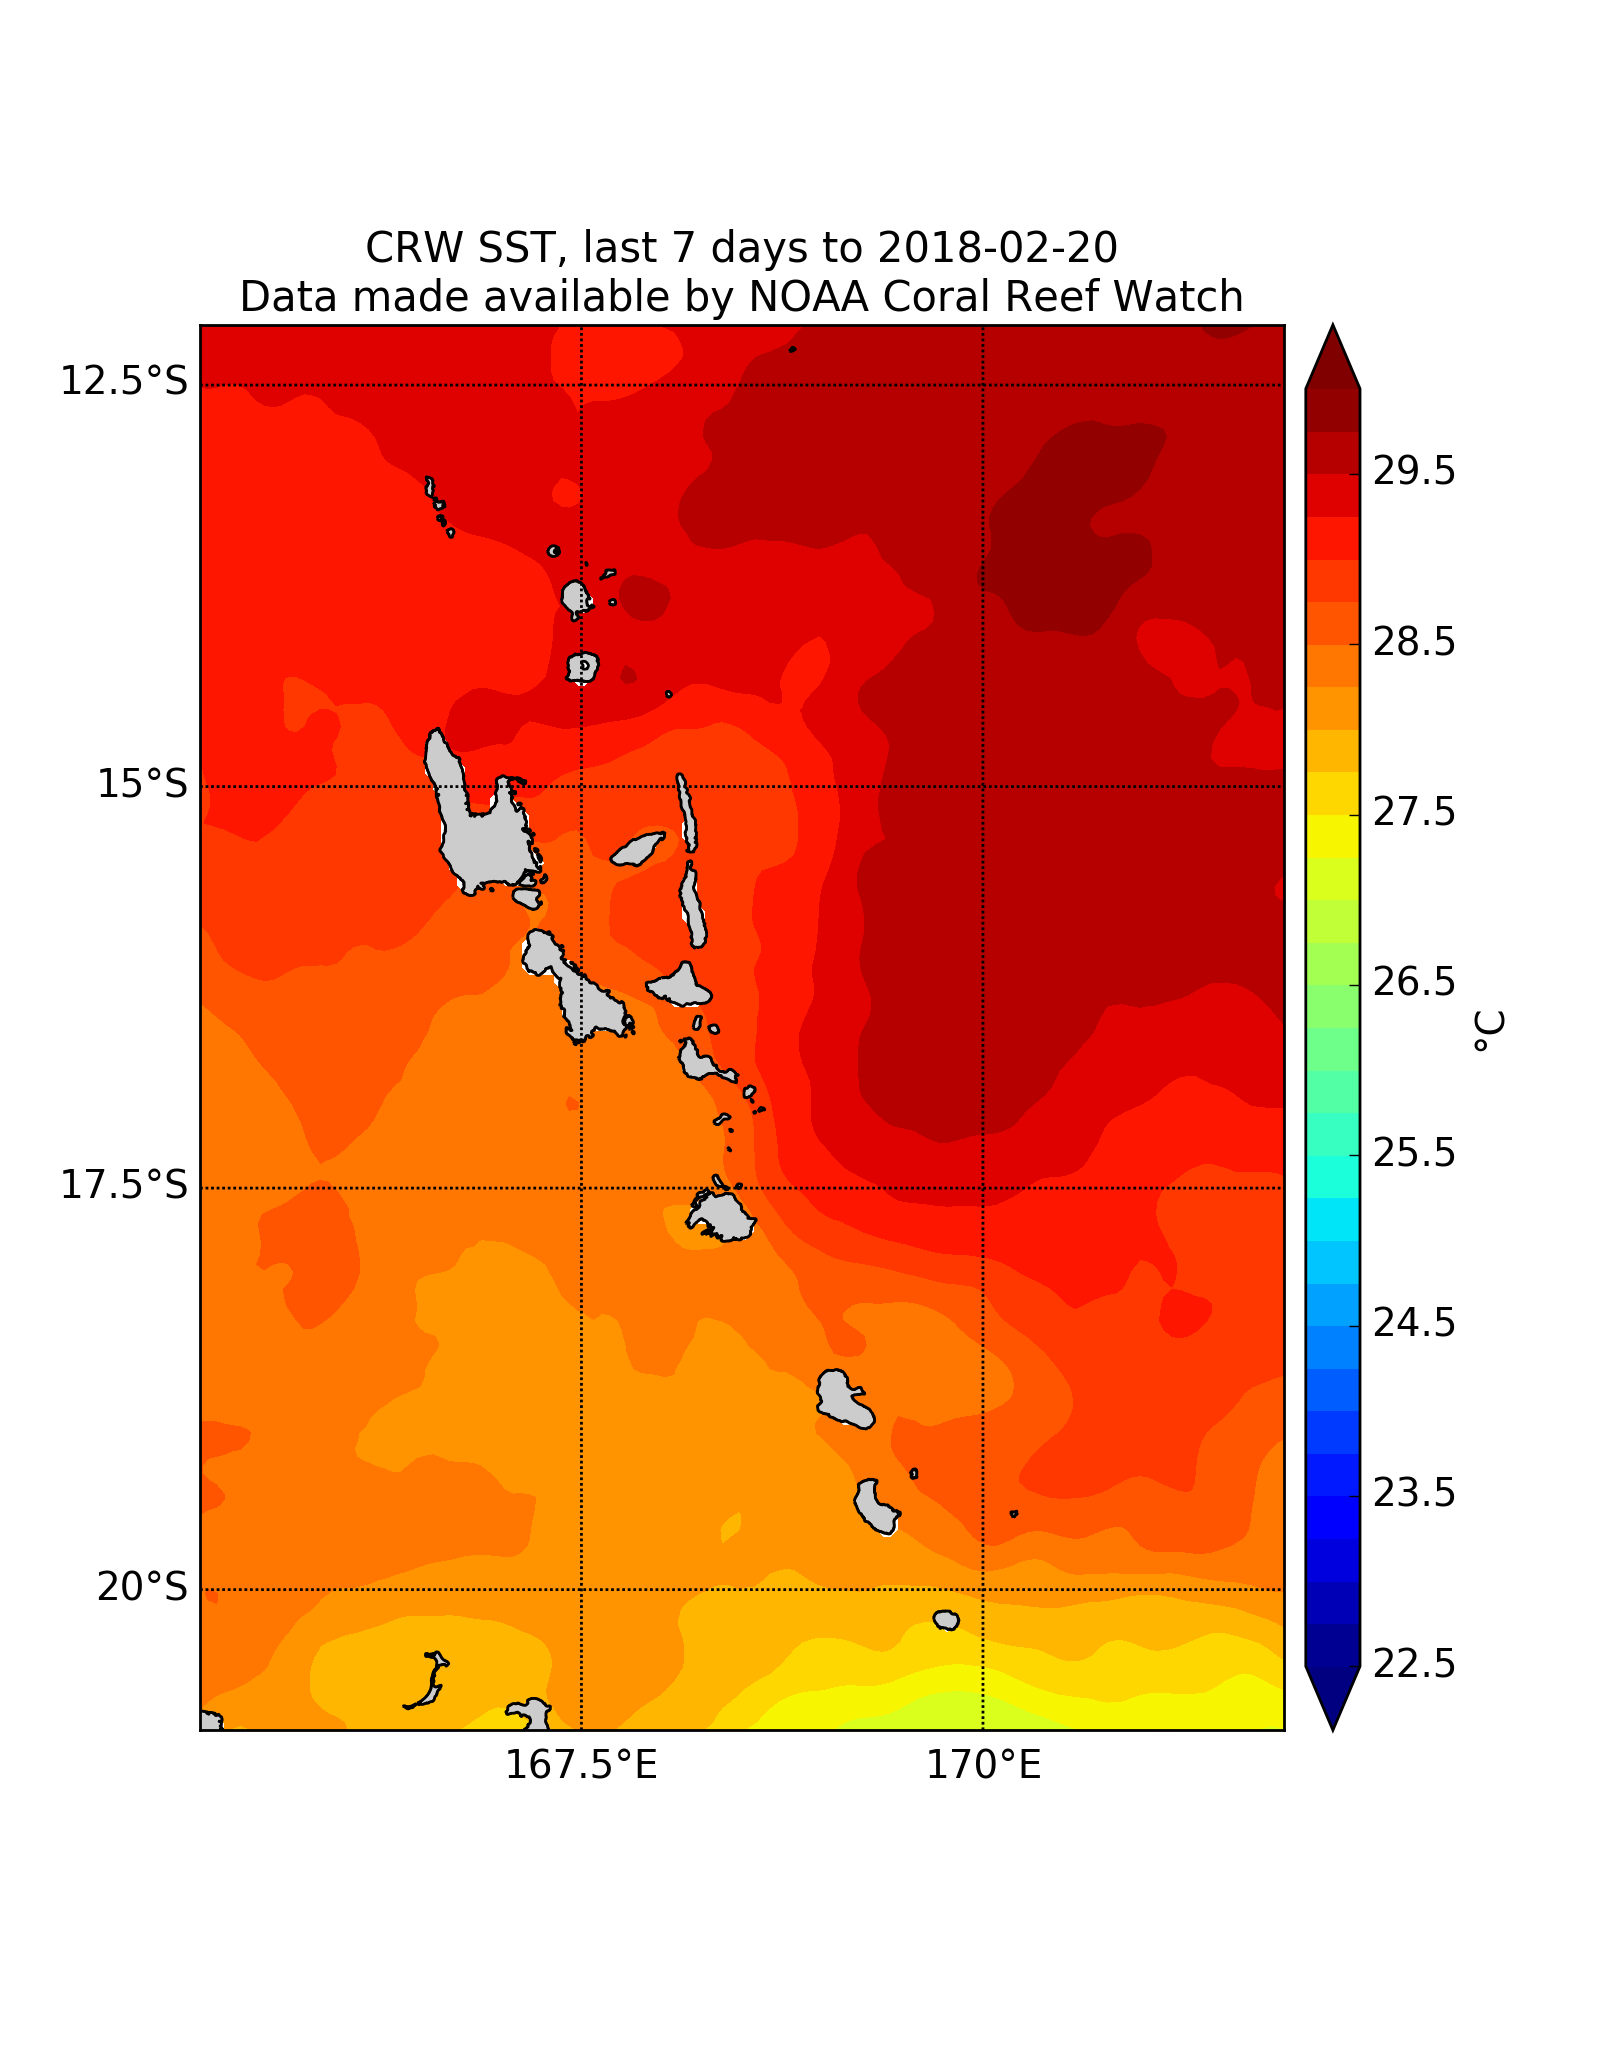 CRW SST, last 7 days to 2018-02-20
Data made available by NOAA Coral Reef Watch
12.5°S
15°S
17.5°S
20°S
167.5°E
170°E
29.5
28.5
27.5
26.5
25.5
24.5
23.5
22.5
°C